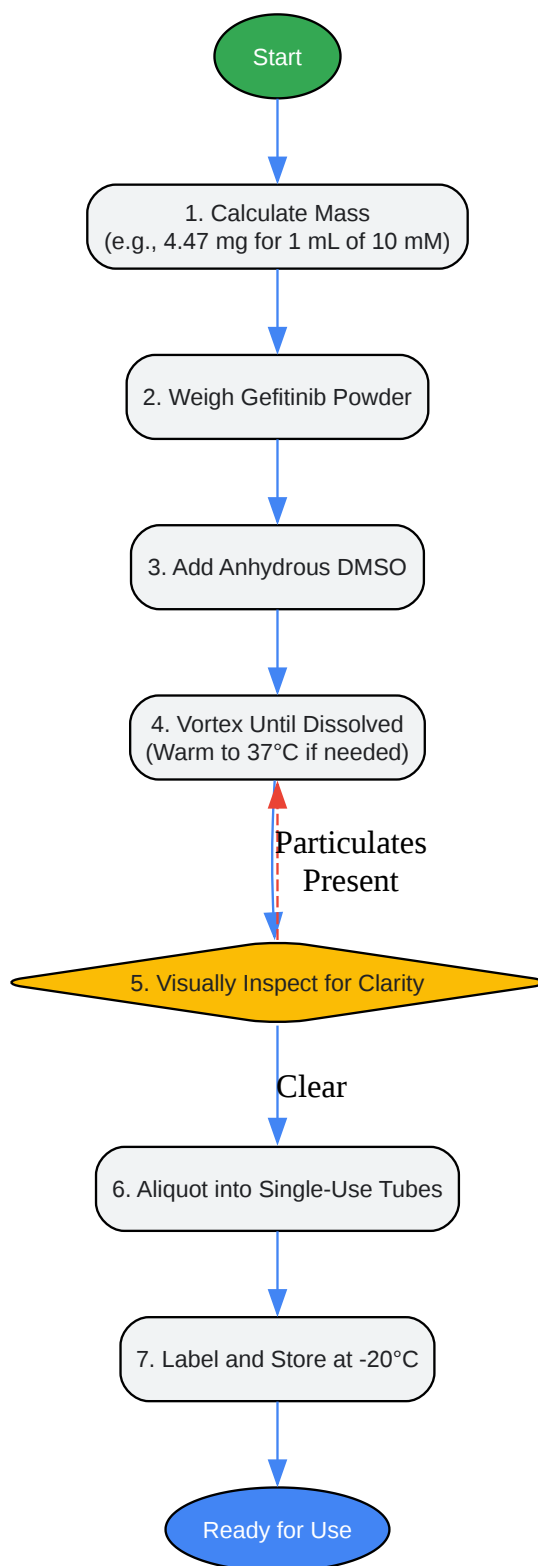 Start
1. Calculate Mass
(e.g., 4.47 mg for 1 mL of 10 mM)
2. Weigh Gefitinib Powder
3. Add Anhydrous DMSO
4. Vortex Until Dissolved
(Warm to 37°C if needed)
Particulates
Present
5. Visually Inspect for Clarity
Clear
6. Aliquot into Single-Use Tubes
7. Label and Store at -20°C
Ready for Use